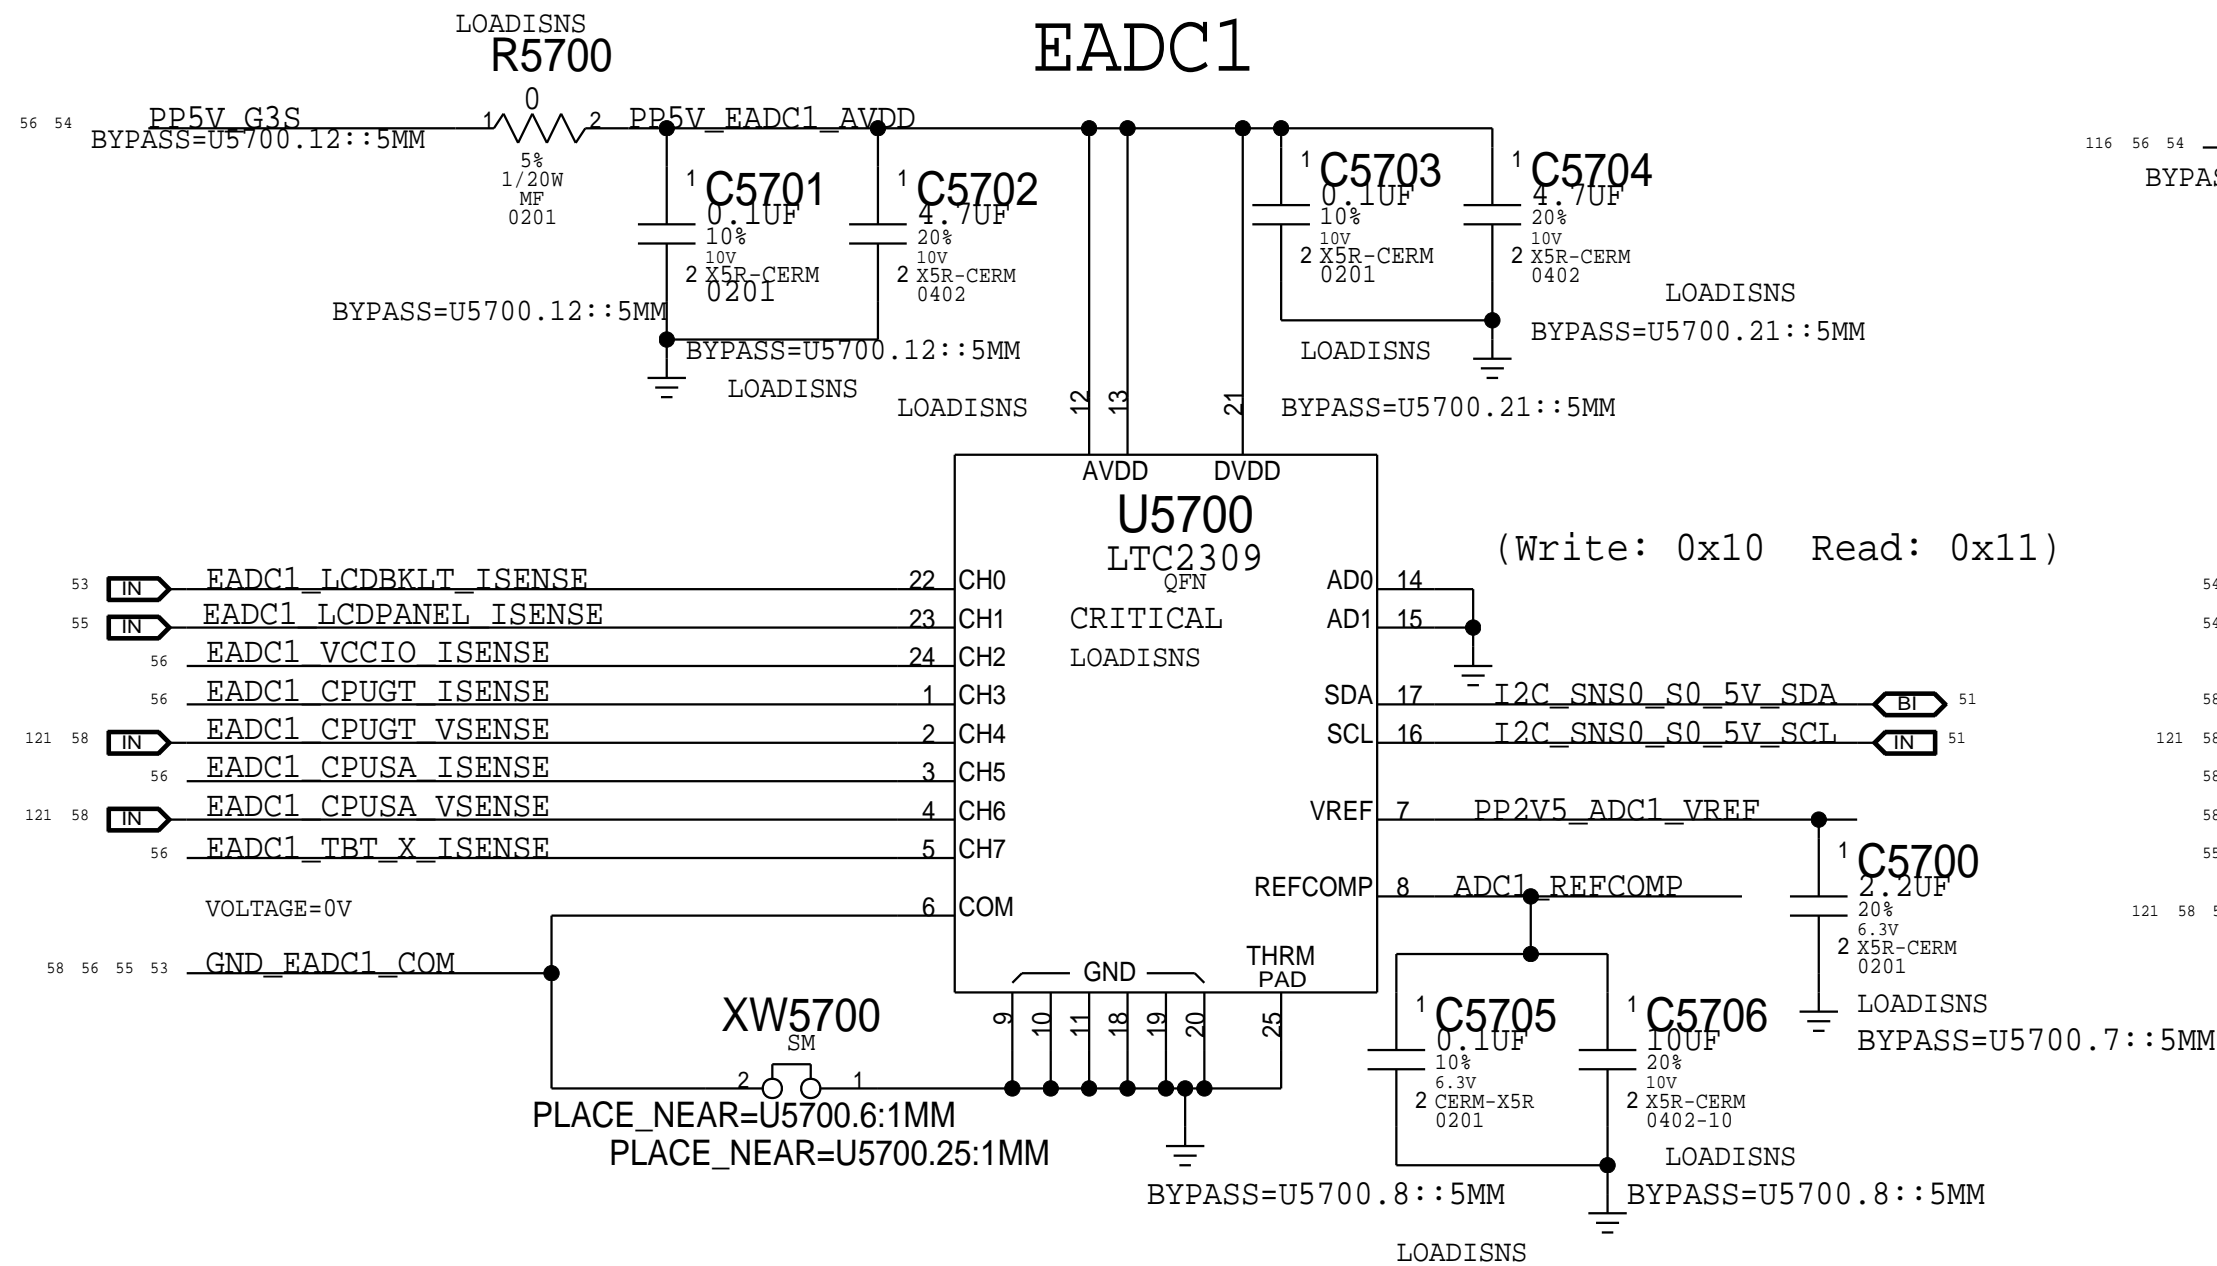 LOADISNS
R5700
EADC1
0
56 54 PP5V_G3S 1 2 PP5V_EADC1_AVDD
BYPASS=U5700.12::5MM
5%
1/20W
MF
0201
1 C5701
0.1UF
10%
10V
2 X5R-CERM
0201
1 C5702
4.7UF
20%
10V
2 X5R-CERM
0402
1 C5703
0.1UF
10%
10V
2 X5R-CERM
0201
1 C5704
4.7UF
20%
10V
2 X5R-CERM
0402
116 56 54
LOADISNS
BYPASS=U5700.12::5MM
BYPASS=U5700.21::5MM
BYPASS=U5700.12::5MM
LOADISNS
LOADISNS
LOADISNS
BYPASS=U5700.21::5MM
12 13 21
AVDD DVDD
U5700
LTC2309
QFN
CRITICAL
LOADISNS
(Write: 0x10 Read: 0x11)
53 IN EADC1_LCDBKLT_ISENSE 22 CH0
55 IN EADC1_LCDPANEL_ISENSE 23 CH1
56 EADC1_VCCIO_ISENSE 24 CH2
56 EADC1_CPUGT_ISENSE 1 CH3
121 58 IN EADC1_CPUGT_VSENSE 2 CH4
56 EADC1_CPUSA_ISENSE 3 CH5
121 58 IN EADC1_CPUSA_VSENSE 4 CH6
56 EADC1_TBT_X_ISENSE 5 CH7
VOLTAGE=0V 6 COM
58 56 55 53 GND_EADC1_COM
AD0 14
AD1 15
SDA 17 I2C_SNS0_S0_5V_SDA BI 51
SCL 16 I2C_SNS0_S0_5V_SCL IN 51
VREF 7 PP2V5_ADC1_VREF
REFCOMP 8 ADC1_REFCOMP
1 C5700
2.2UF
20%
6.3V
2 X5R-CERM
0201
LOADISNS
BYPASS=U5700.7::5MM
121 58
121 58
GND
THRM
PAD
9 10 11 18 19 20 25
XW5700
SM
2 1
PLACE_NEAR=U5700.6:1MM
PLACE_NEAR=U5700.25:1MM
1 C5705
0.1UF
10%
6.3V
2 CERM-X5R
0201
1 C5706
10UF
20%
10V
2 X5R-CERM
0402-10
LOADISNS
BYPASS=U5700.8::5MM
BYPASS=U5700.8::5MM
LOADISNS